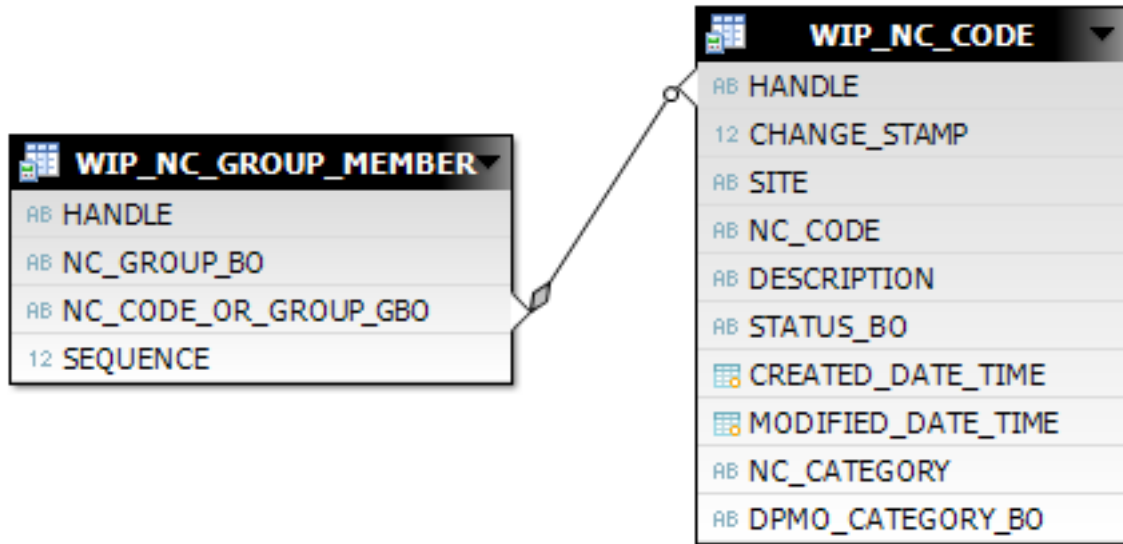 WIP_NC_GROUP_MEMBER
AB HANDLE
AB NC_GROUP_BO
AB NC_CODE_OR_GROUP_GBO
12 SEQUENCE
WIP_NC_CODE
AB HANDLE
12 CHANGE_STAMP
AB SITE
AB NC_CODE
AB DESCRIPTION
AB STATUS_BO
CREATED_DATE_TIME
MODIFIED_DATE_TIME
AB NC_CATEGORY
AB DPMO_CATEGORY_BO